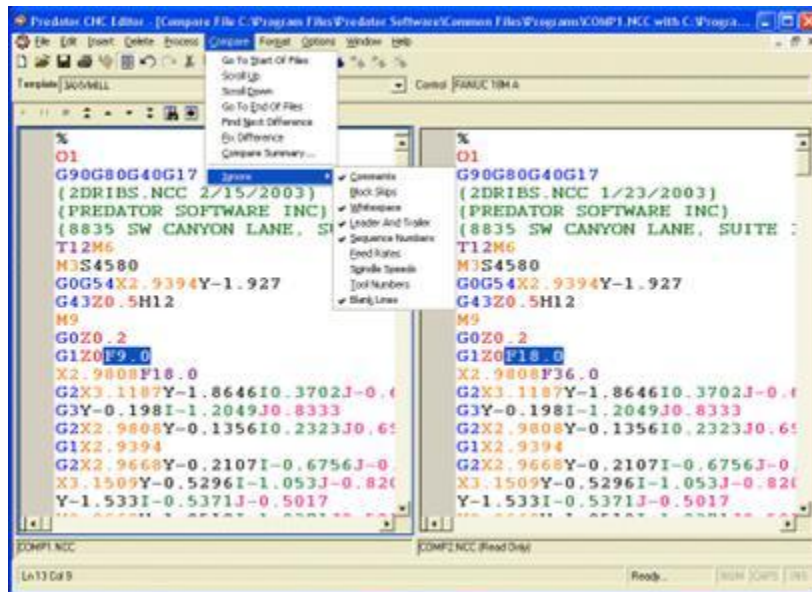 Predator CNC Editor - [Compare File C:\Program Files\Predator Software\Common Files\Programs\COMP1.NCC with C:\Progra...
File Edit Insert Delete Process Compare Format Options Window Help
Go To Start Of Files
Scroll Up
Scroll Down
Go To End Of Files
Find Next Difference
Fix Difference
Compare Summary...
Ignore
Comments
Block Skips
Whitespace
Leader And Trailer
Sequence Numbers
Feed Rates
Spindle Speeds
Tool Numbers
Blank Lines
Template 3AXISMILL
Control FANUC 10M A
%
O1
G90G80G40G17
(2DRIBS.NCC 2/15/2003)
(PREDATOR SOFTWARE INC)
(8835 SW CANYON LANE,
T12M6
M3S4580
G0G54X2.9394Y-1.927
G43Z0.5H12
M9
G0Z0.2
G1Z0F9.0
X2.9808F18.0
G2X3.1187Y-1.8646I0.3702J-0.
G3Y-0.198I-1.2049J0.8333
G2X2.9808Y-0.1356I0.2323J0.69
G1X2.9394
G2X2.9668Y-0.2107I-0.6756J-0.
X3.1509Y-0.5296I-1.053J-0.820
Y-1.533I-0.5371J-0.5017
%
O1
G90G80G40G17
(2DRIBS.NCC 1/23/2003)
(PREDATOR SOFTWARE INC)
(8835 SW CANYON LANE, SUITE
T12M6
M3S4580
G0G54X2.9394Y-1.927
G43Z0.5H12
M9
G0Z0.2
G1Z0F18.0
X2.9808F36.0
G2X3.1187Y-1.8646I0.3702J-0.
G3Y-0.198I-1.2049J0.8333
G2X2.9808Y-0.1356I0.2323J0.69
G1X2.9394
G2X2.9668Y-0.2107I-0.6756J-0.
X3.1509Y-0.5296I-1.053J-0.820
Y-1.533I-0.5371J-0.5017
COMP1.NCC
COMP2.NCC (Read Only)
Ln 13 Col 9
Ready...
NUM CAPS INS